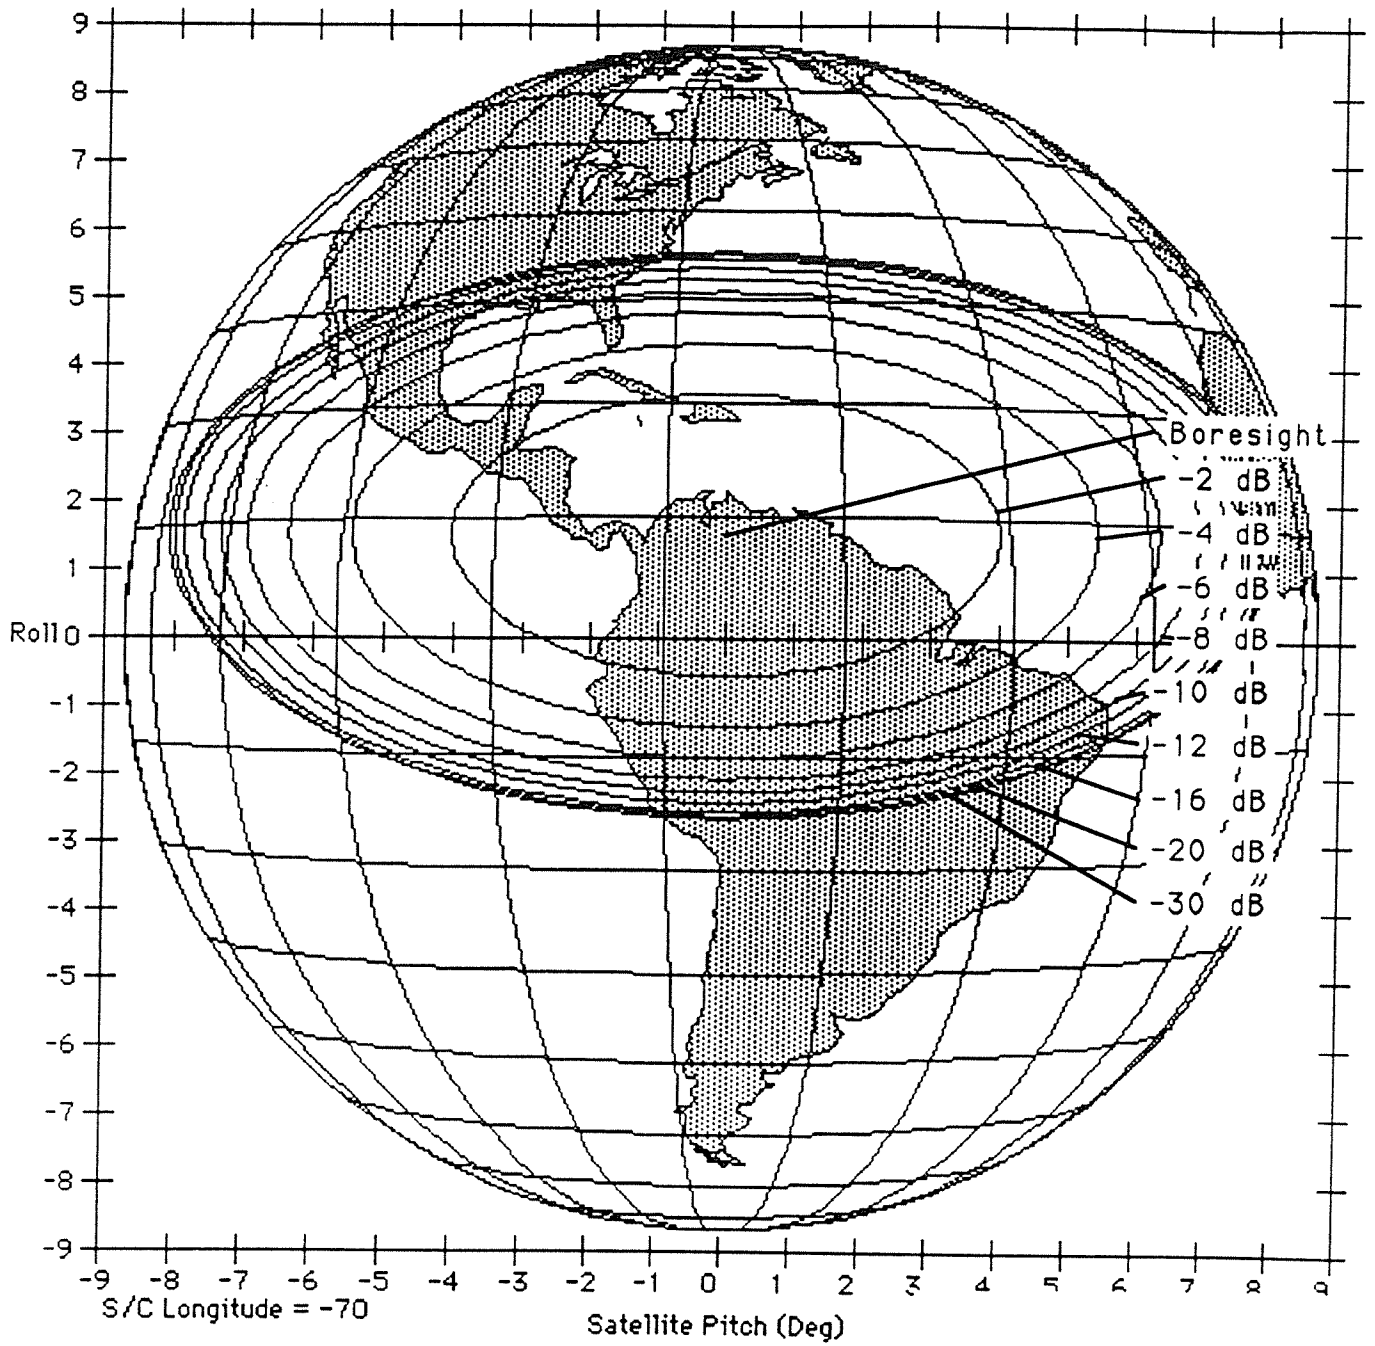 9
8
7
6
5
4
3
Boresight
-2 dB
2
-4 dB
1
-6 dB
Roll 0
-8 dB
-10 dB
-1
-12 dB
-2
-16 dB
-3
-20 dB
-4
-30 dB
-5
-6
-7
-8
-9
-9 -8 -7 -6 -5 -4 -3 -2 -1 0 1 2 3 4 5 6 7 8 9
S/C Longitude = -70
Satellite Pitch (Deg)